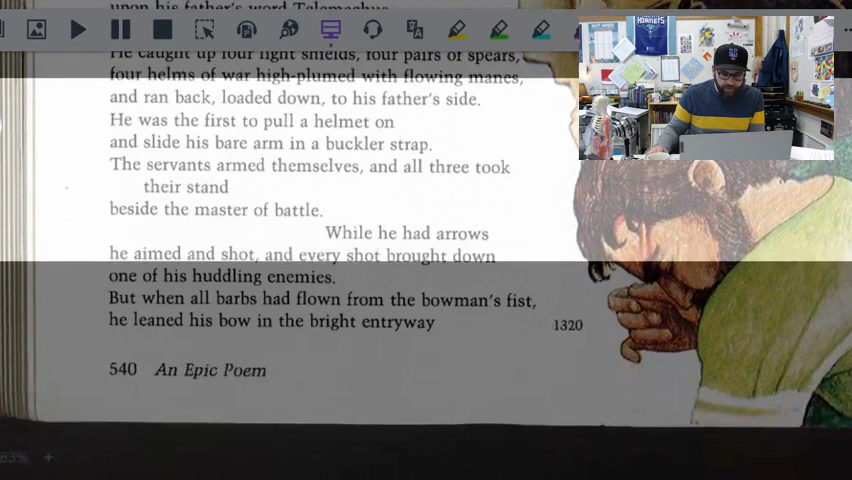 upon his father's word Telemachus
He caught up four light shields, four pairs of spears,
four helms of war high-plumed with flowing manes,
and ran back, loaded down, to his father's side.
He was the first to pull a helmet on
and slide his bare arm in a buckler strap.
The servants armed themselves, and all three took
their stand
beside the master of battle.
While he had arrows
he aimed and shot, and every shot brought down
one of his huddling enemies.
But when all barbs had flown from the bowman's fist,
he leaned his bow in the bright entryway
1320
540 An Epic Poem
83% +
HORNETS